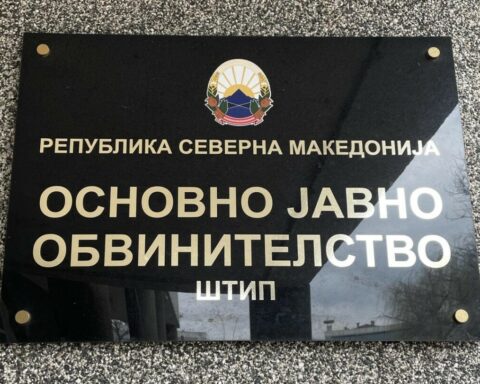 РЕПУБЛИКА СЕВЕРНА МАКЕДОНИЈА
ОСНОВНО ЈАВНО
ОБВИНИТЕЛСТВО
ШТИП